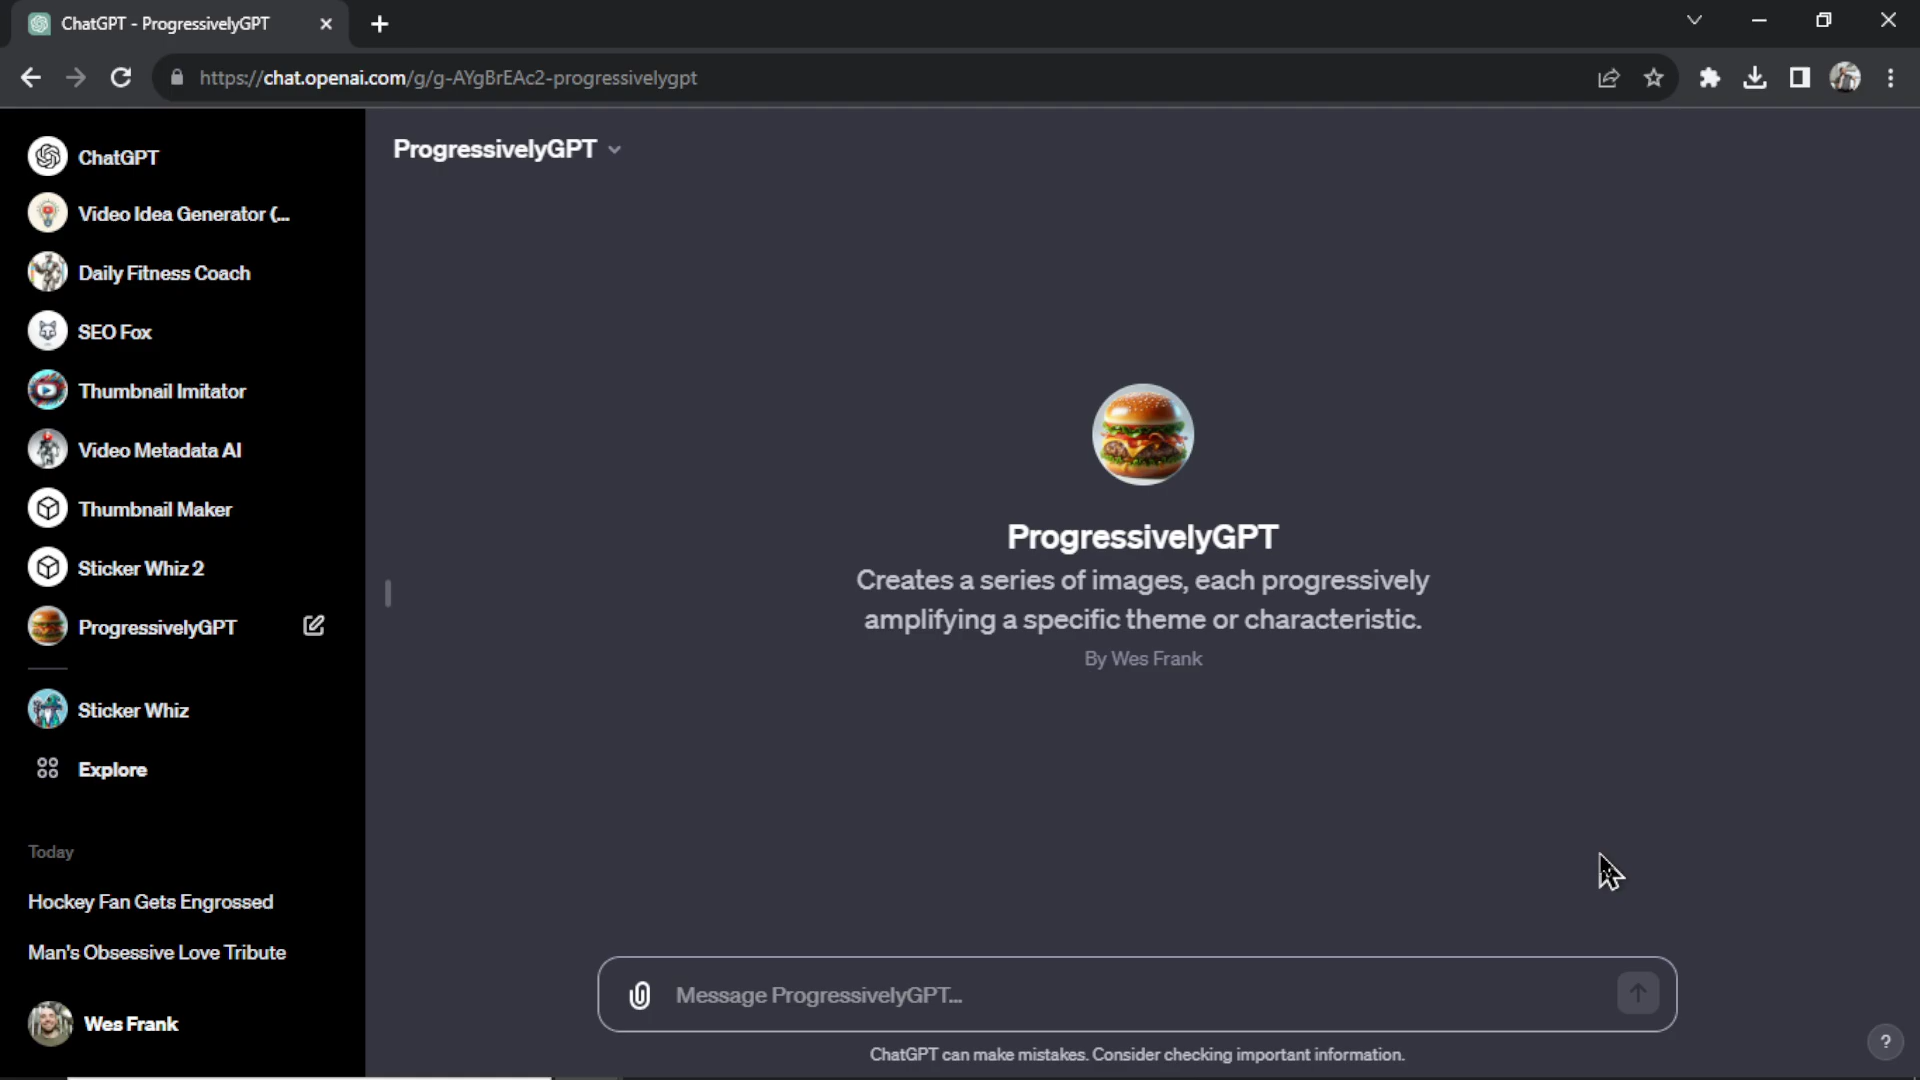 ChatGPT - ProgressivelyGPT
https://chat.openai.com/g/g-AYgBrEAc2-progressivelygpt
ChatGPT
Video Idea Generator (...
Daily Fitness Coach
SEO Fox
Thumbnail Imitator
Video Metadata AI
Thumbnail Maker
Sticker Whiz 2
ProgressivelyGPT
Sticker Whiz
Explore
Today
Hockey Fan Gets Engrossed
Man's Obsessive Love Tribute
Wes Frank
ProgressivelyGPT
ProgressivelyGPT
Creates a series of images, each progressively
amplifying a specific theme or characteristic.
By Wes Frank
Message ProgressivelyGPT...
ChatGPT can make mistakes. Consider checking important information.
?